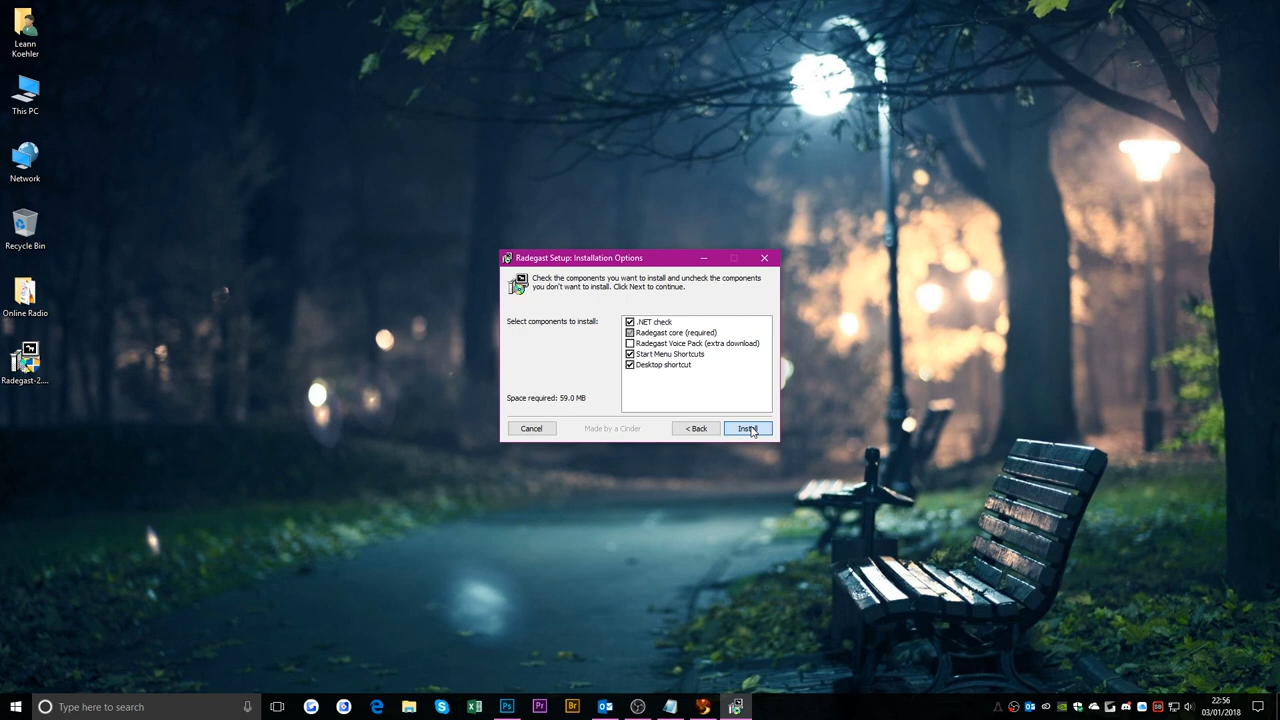 Leann
Koehler
This PC
Network
Recycle Bin
Online Radio
Radegast-2....
Radegast Setup: Installation Options
Check the components you want to install and uncheck the components
you don't want to install. Click Next to continue.
Select components to install:
.NET check
Radegast core (required)
Radegast Voice Pack (extra download)
Start Menu Shortcuts
Desktop shortcut
Space required: 59.0 MB
Cancel
Made by a Cinder
< Back
Install
Type here to search
Ps
Pr
Br
22:56
03/01/2018